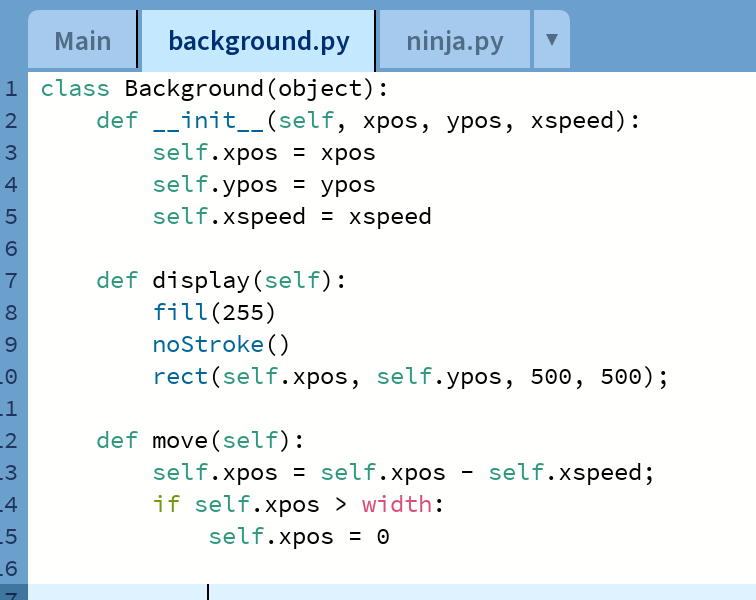 Main background.py ninja.py ▼
1 class Background(object):
2     def __init__(self, xpos, ypos, xspeed):
3         self.xpos = xpos
4         self.ypos = ypos
5         self.xspeed = xspeed
6
7     def display(self):
8         fill(255)
9         noStroke()
10         rect(self.xpos, self.ypos, 500, 500);
11
12     def move(self):
13         self.xpos = self.xpos - self.xspeed;
14         if self.xpos > width:
15             self.xpos = 0
16
17